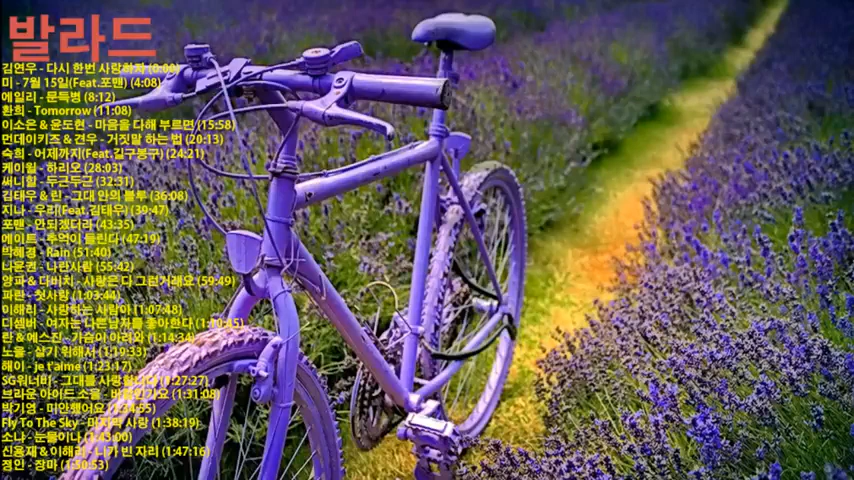 발라드
김연우 - 다시 한번 사랑하자 (0:00)
미 - 7월 15일(Feat.포맨) (4:08)
에일리 - 문득병 (8:12)
환희 - Tomorrow (11:08)
이소은 & 윤도현 - 마음을 다해 부르면 (15:58)
먼데이키즈 & 견우 - 거짓말 하는 법 (20:13)
숙희 - 어제까지(Feat.길구봉구) (24:21)
케이윌 - 하리오 (28:03)
써니힐 - 두근두근 (32:31)
김태우 & 린 - 그대 안의 블루 (36:08)
지나 - 우리(Feat.김태우) (39:47)
포맨 - 안되겠더라 (43:35)
에이트 - 추억이 들린다 (47:19)
박혜경 - Rain (51:40)
나윤권 - 나란사람 (55:42)
양파 & 다비치 - 사랑은 다 그런거래요 (59:49)
파란 - 첫사랑 (1:03:44)
이해리 - 사랑하는 사람아 (1:07:48)
디셈버 - 여자는 나쁜남자를 좋아한다 (1:10:45)
란 & 에스진 - 가슴이 아려와 (1:14:34)
노을 - 살기 위해서 (1:19:33)
해이 - je t'aime (1:23:17)
SG워너비 - 그대를 사랑합니다 (1:27:27)
브라운 아이드 소울 - (1:31:08)
박기영 - 미안했어요 (1:34:55)
Fly To The Sky - 마지막 사랑 (1:38:19)
소냐 - 눈물이나 (1:43:00)
신용재 & 이해리 - 니가 빈 자리 (1:47:16)
정인 - 장마 (1:50:53)